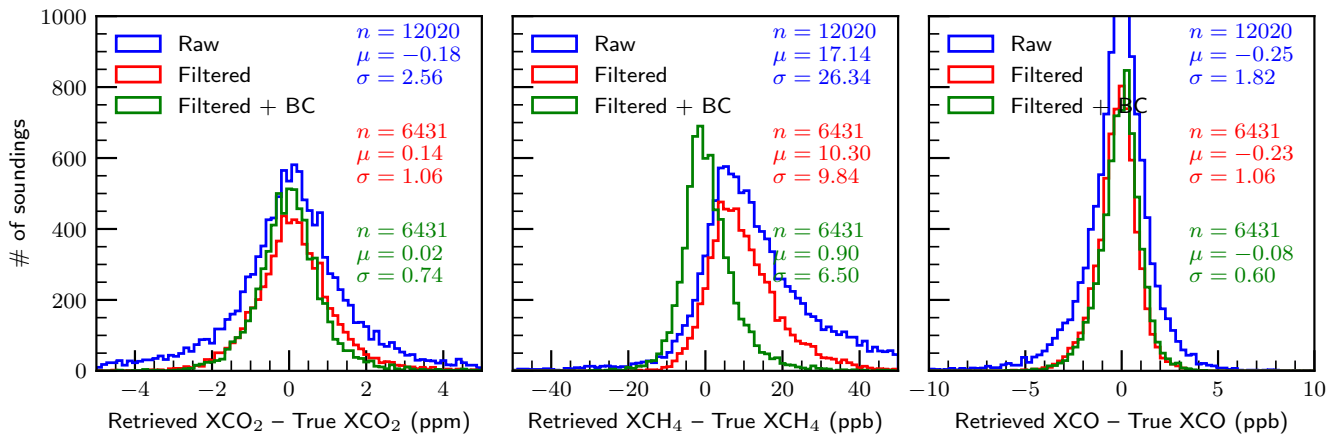 # of soundings
1000
800
600
400
200
0
Raw
Filtered
Filtered + BC
n = 12020
μ = −0.18
σ = 2.56
n = 6431
μ = 0.14
σ = 1.06
n = 6431
μ = 0.02
σ = 0.74
−4 −2 0 2 4
Retrieved XCO₂ – True XCO₂ (ppm)
Raw
Filtered
Filtered + BC
n = 12020
μ = 17.14
σ = 26.34
n = 6431
μ = 10.30
σ = 9.84
n = 6431
μ = 0.90
σ = 6.50
−40 −20 0 20 40
Retrieved XCH₄ – True XCH₄ (ppb)
Raw
Filtered
Filtered + BC
n = 12020
μ = −0.25
σ = 1.82
n = 6431
μ = −0.23
σ = 1.06
n = 6431
μ = −0.08
σ = 0.60
−10 −5 0 5 10
Retrieved XCO – True XCO (ppb)